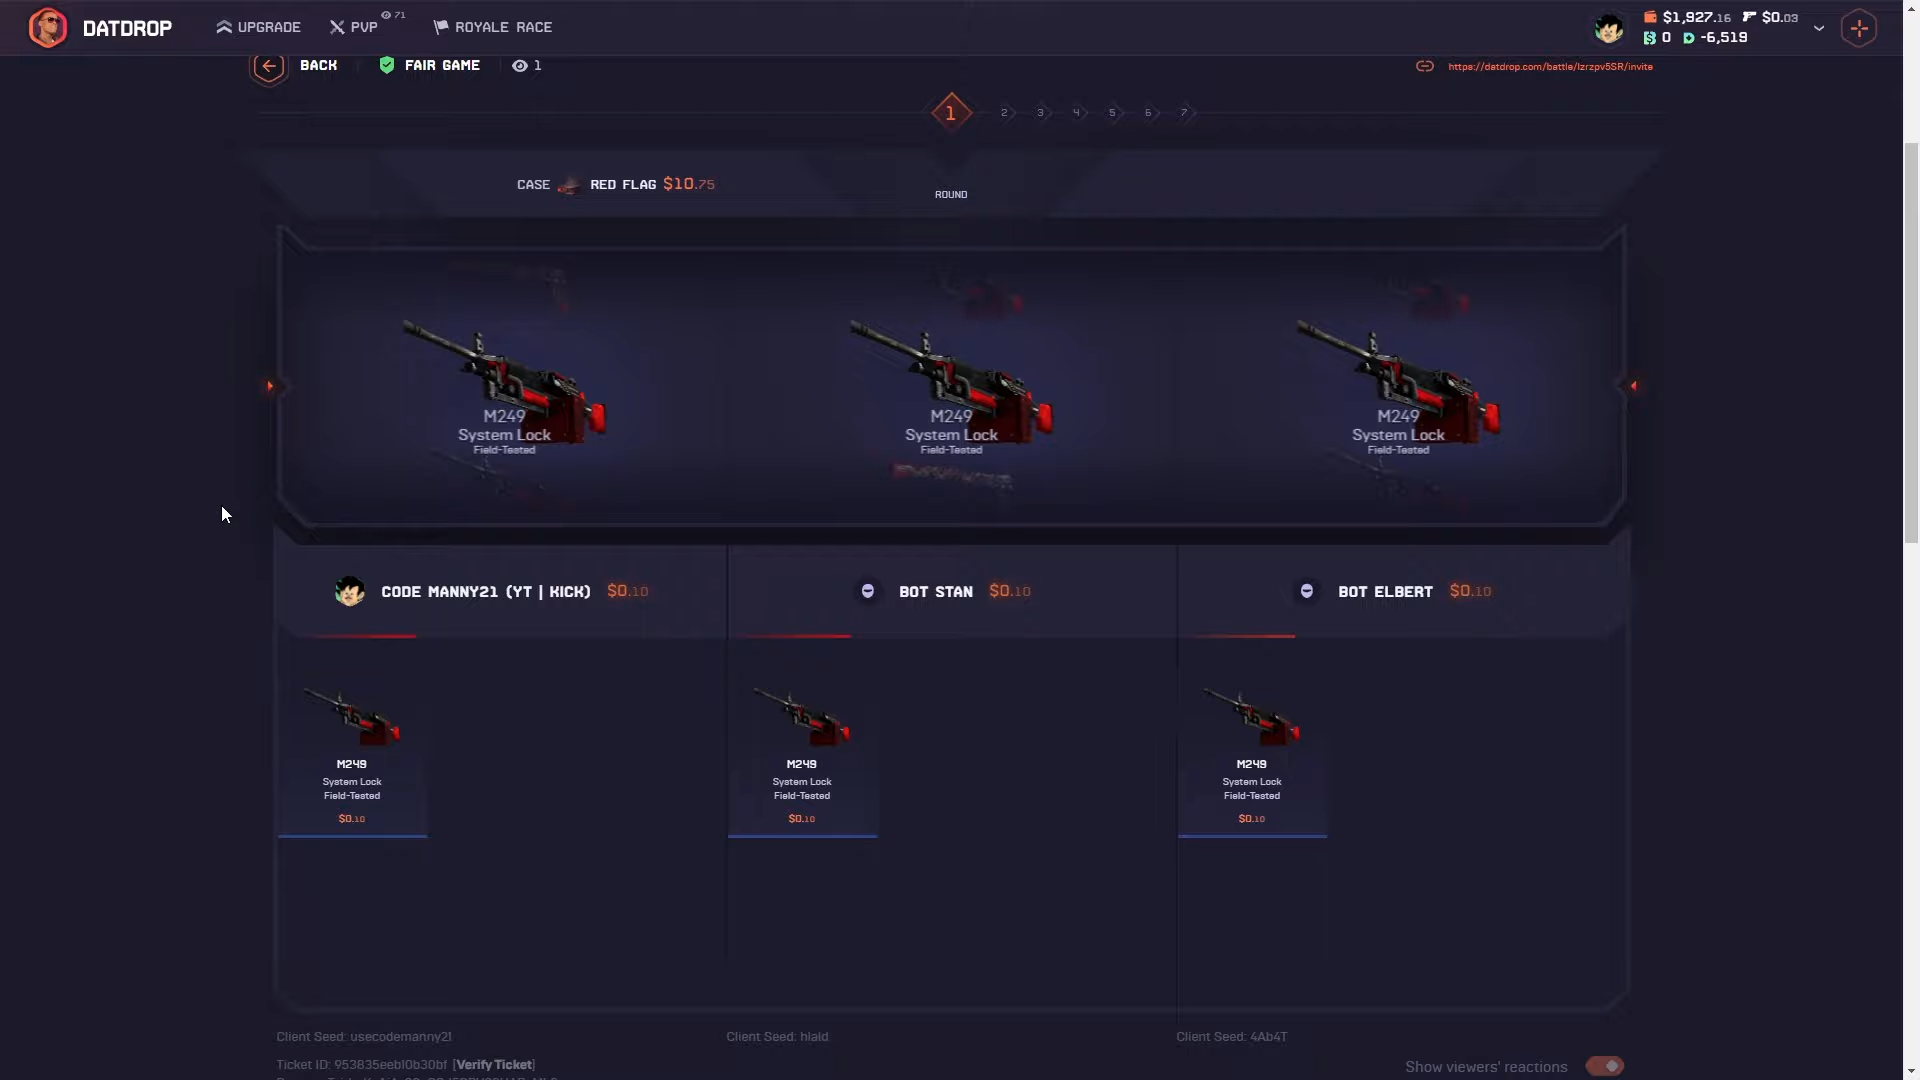 DATDROP
UPGRADE
PVP
71
ROYALE RACE
$1,927.16 $0.03
0 -6,519
BACK
FAIR GAME
1
https://datdrop.com/battle/lzrzpv5SR/invite
1 2 3 4 5 6 7
CASE RED FLAG $10.75
ROUND
M249
System Lock
Field-Tested
M249
System Lock
Field-Tested
M249
System Lock
Field-Tested
CODE MANNY21 (YT | KICK) $0.10
BOT STAN $0.10
BOT ELBERT $0.10
M249
System Lock
Field-Tested
$0.10
M249
System Lock
Field-Tested
$0.10
M249
System Lock
Field-Tested
$0.10
Client Seed: usecodemanny21
Client Seed: hlaid
Client Seed: 4Ab4T
Ticket ID: 953835eeb10b30bf [Verify Ticket]
Show viewers' reactions